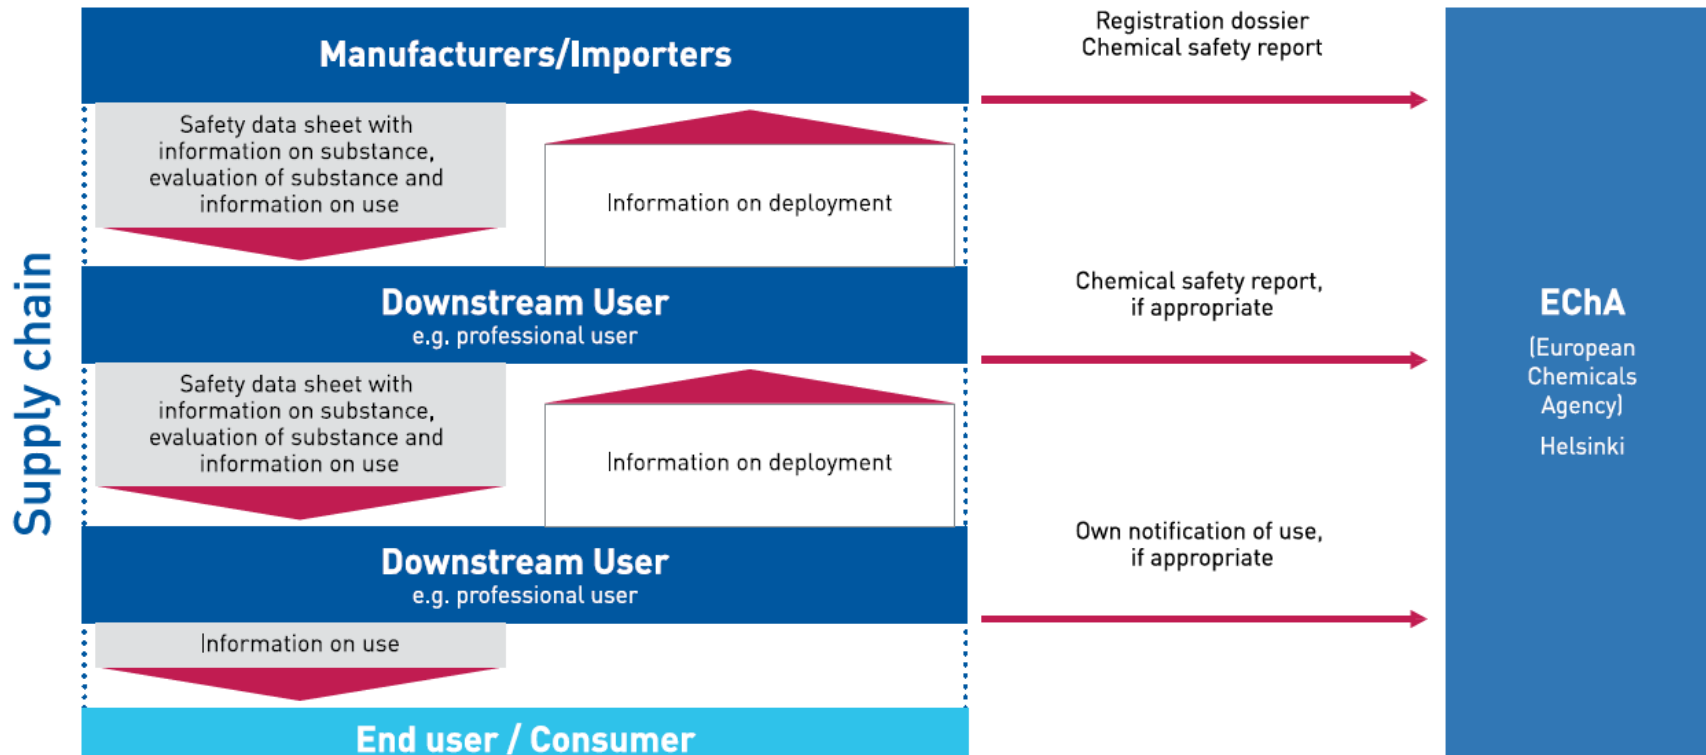 Supply chain
Manufacturers/Importers
Safety data sheet with
information on substance,
evaluation of substance and
information on use
Information on deployment
Registration dossier
Chemical safety report
Downstream User
e.g. professional user
Chemical safety report,
if appropriate
Safety data sheet with
information on substance,
evaluation of substance and
information on use
Information on deployment
Downstream User
e.g. professional user
Own notification of use,
if appropriate
Information on use
End user / Consumer
EChA
(European
Chemicals
Agency)
Helsinki